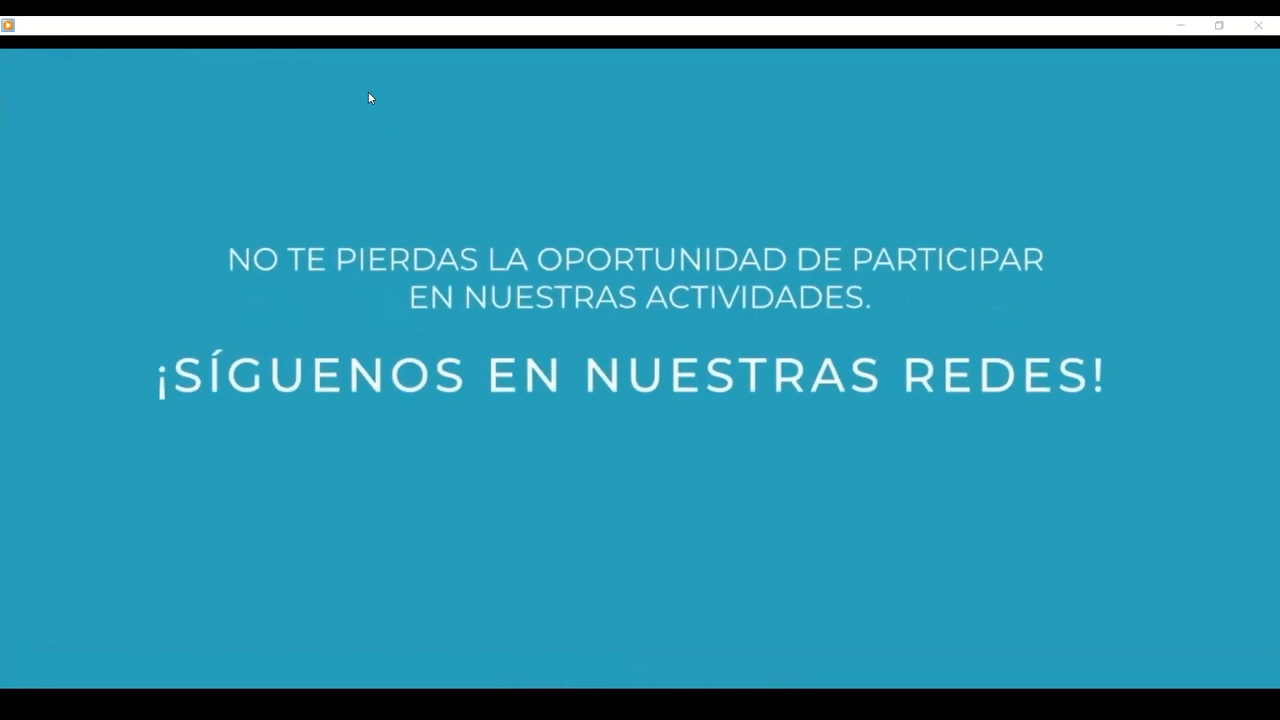 NO TE PIERDAS LA OPORTUNIDAD DE PARTICIPAR
EN NUESTRAS ACTIVIDADES.
¡SÍGUENOS EN NUESTRAS REDES!